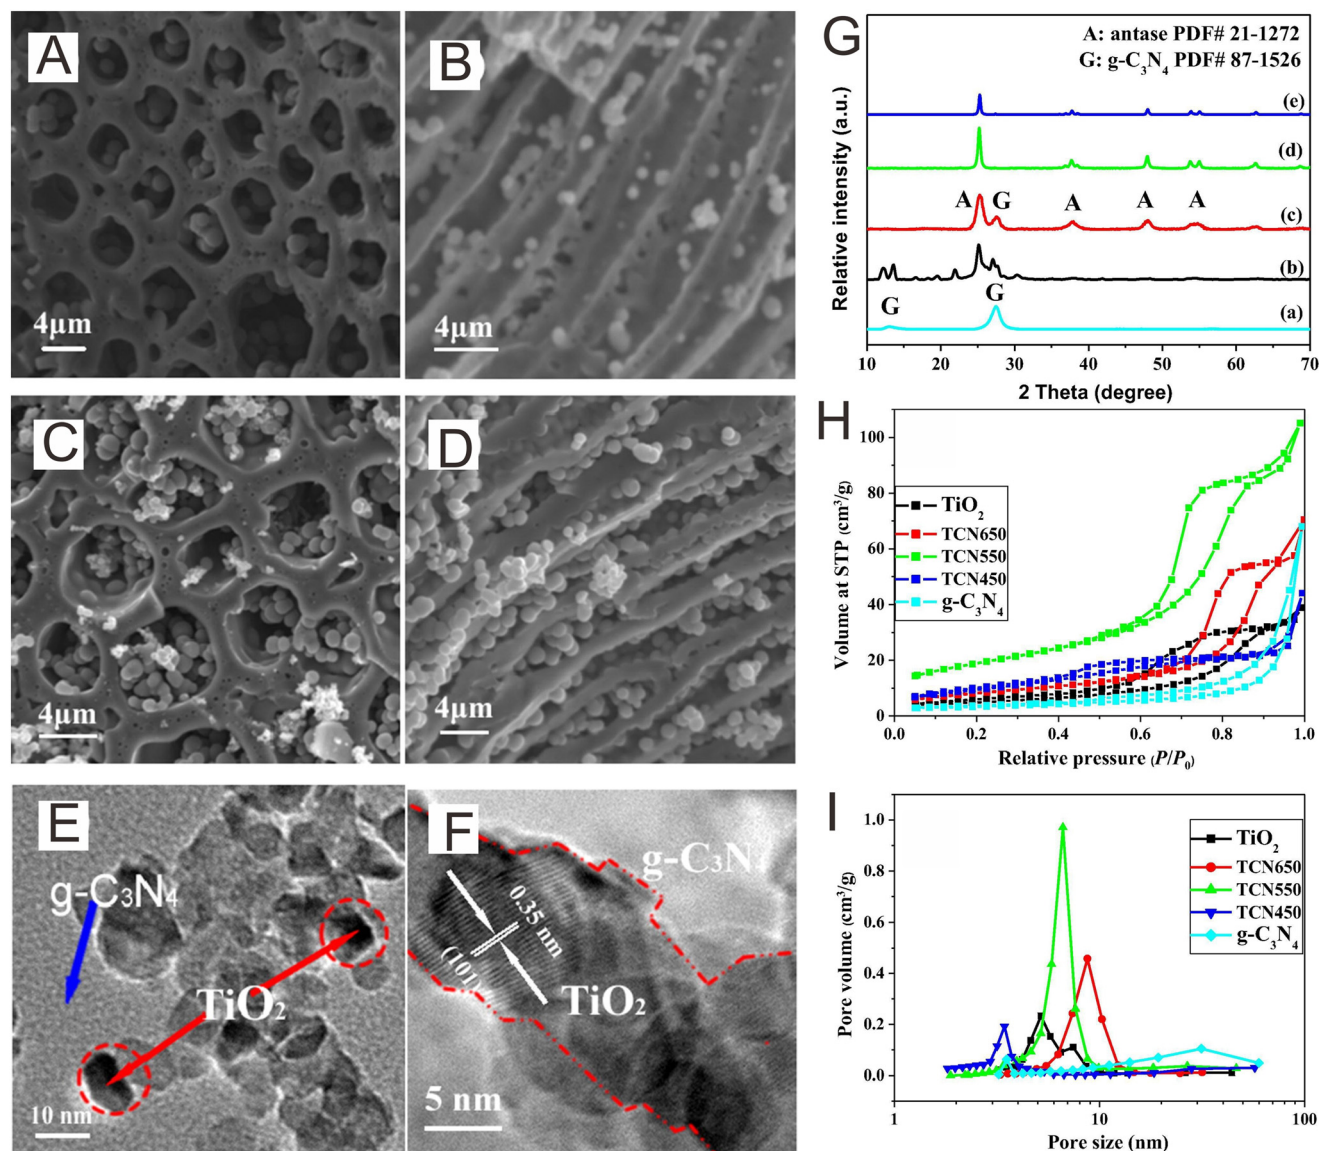 A
4μm
B
4μm
C
4μm
D
4μm
E
g-C3N4
TiO2
10 nm
F
g-C3N
0.35 nm
(101)
TiO2
5 nm
G
A: antase PDF# 21-1272
G: g-C3N4 PDF# 87-1526
(e)
(d)
A G A A A (c)
(b)
G G (a)
Relative intensity (a.u.)
10 20 30 40 50 60 70
2 Theta (degree)
H
100
80
60
40
20
0
TiO2
TCN650
TCN550
TCN450
g-C3N4
Volume at STP (cm3/g)
0.0 0.2 0.4 0.6 0.8 1.0
Relative pressure (P/P0)
I
1.0
0.8
0.6
0.4
0.2
0.0
TiO2
TCN650
TCN550
TCN450
g-C3N4
Pore volume (cm3/g)
1 10 100
Pore size (nm)